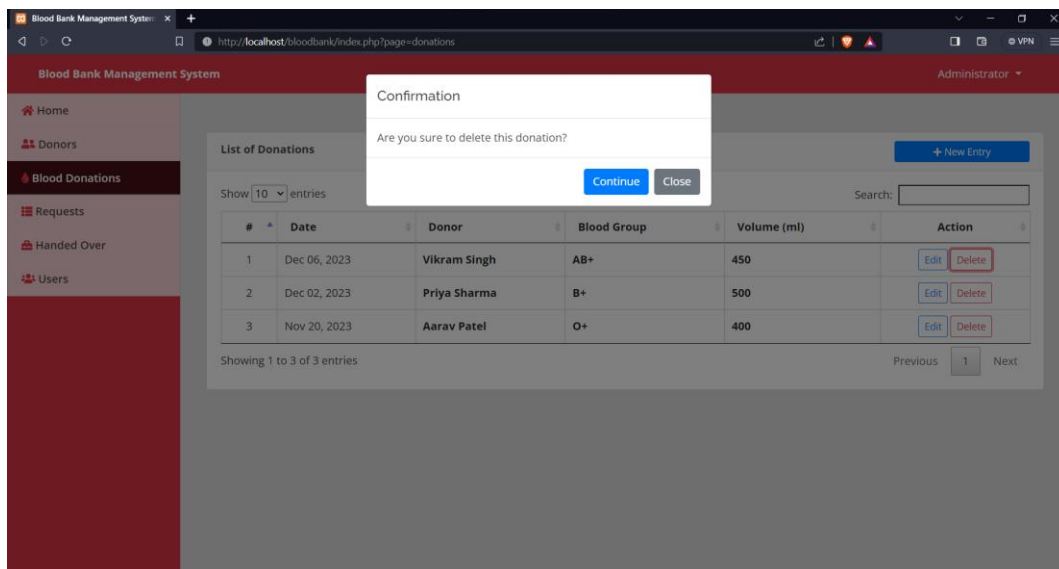 Blood Bank Management System
http://localhost/bloodbank/index.php?page=donations
VPN
Blood Bank Management System
Administrator
Confirmation
Are you sure to delete this donation?
Continue Close
Home
Donors
Blood Donations
Requests
Handed Over
Users
List of Donations
+ New Entry
Show 10 entries
Search:
# Date Donor Blood Group Volume (ml) Action
1 Dec 06, 2023 Vikram Singh AB+ 450 Edit Delete
2 Dec 02, 2023 Priya Sharma B+ 500 Edit Delete
3 Nov 20, 2023 Aarav Patel O+ 400 Edit Delete
Showing 1 to 3 of 3 entries
Previous 1 Next